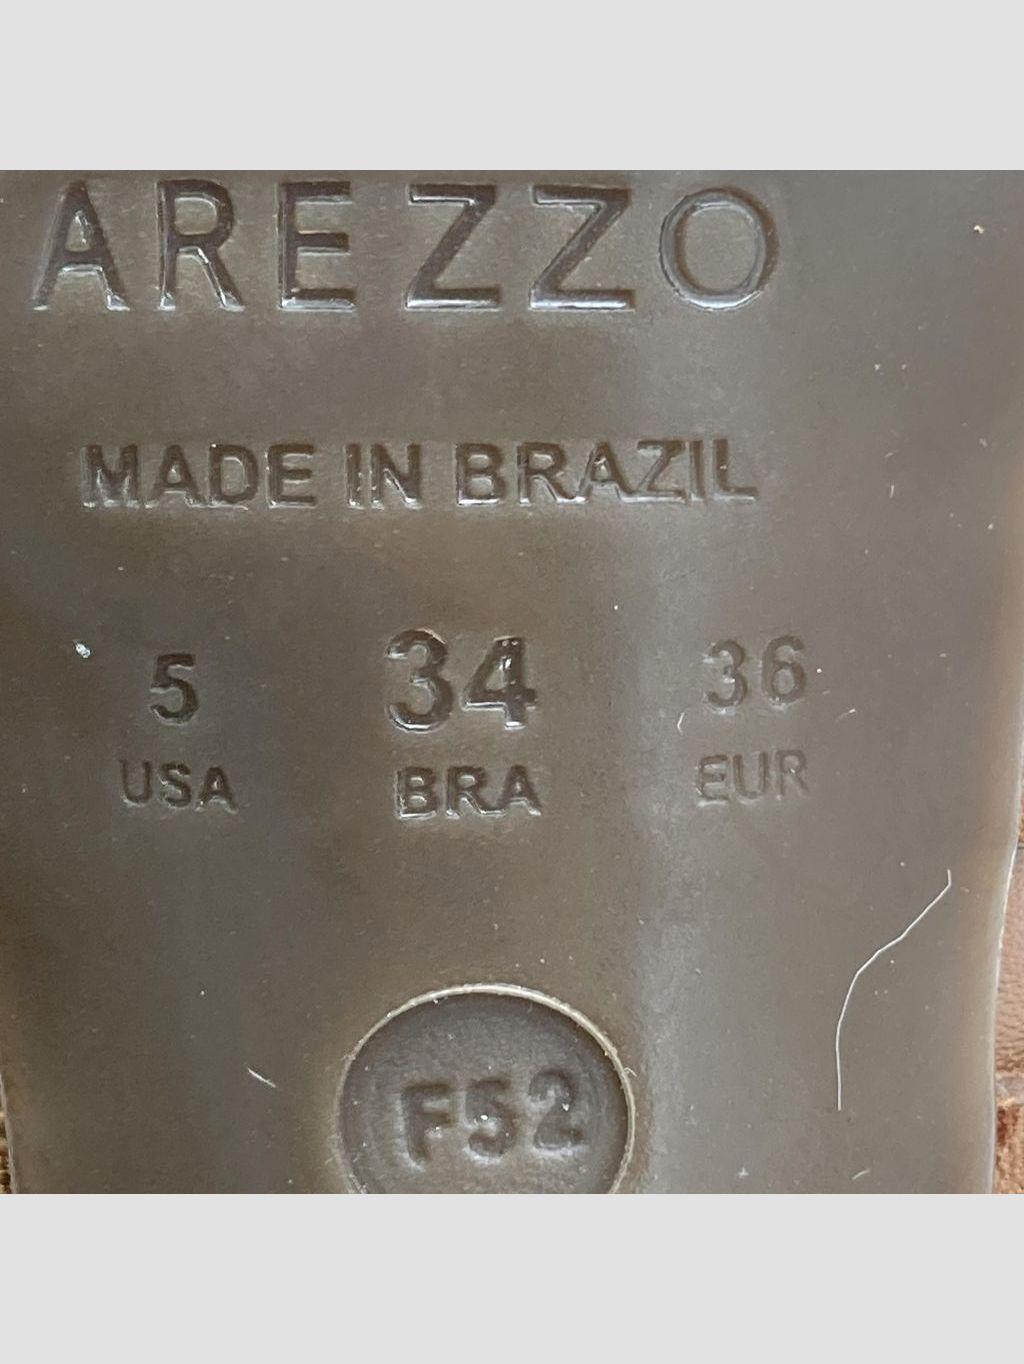 AREZZO
MADE IN BRAZIL
5 34 36
USA BRA EUR
F52